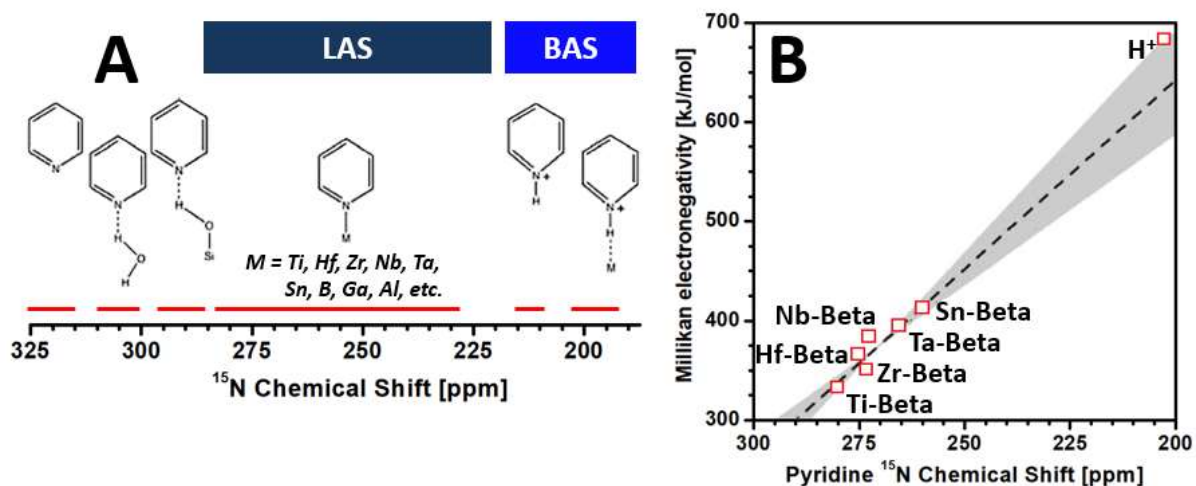 A
LAS
BAS
N
N
H
O
H
N
H
O
Si
N
M
N+
H
N+
H
M
M = Ti, Hf, Zr, Nb, Ta,
Sn, B, Ga, Al, etc.
325 300 275 250 225 200
15N Chemical Shift [ppm]
B
Millikan electronegativity [kJ/mol]
700
600
500
400
300
H+
Nb-Beta
Sn-Beta
Hf-Beta
Ta-Beta
Zr-Beta
Ti-Beta
300 275 250 225 200
Pyridine 15N Chemical Shift [ppm]